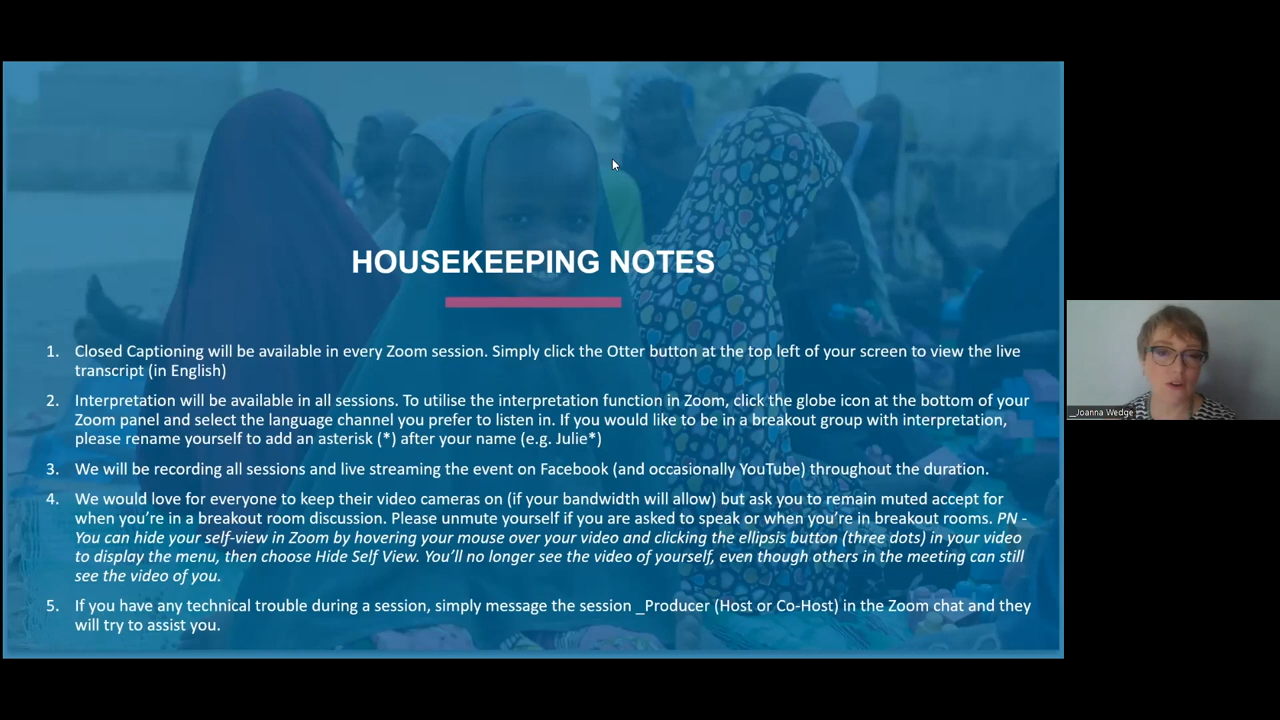 HOUSEKEEPING NOTES
1. Closed Captioning will be available in every Zoom session. Simply click the Otter button at the top left of your screen to view the live
transcript (in English)
2. Interpretation will be available in all sessions. To utilise the interpretation function in Zoom, click the globe icon at the bottom of your
Zoom panel and select the language channel you prefer to listen in. If you would like to be in a breakout group with interpretation,
please rename yourself to add an asterisk (*) after your name (e.g. Julie*)
3. We will be recording all sessions and live streaming the event on Facebook (and occasionally YouTube) throughout the duration.
4. We would love for everyone to keep their video cameras on (if your bandwidth will allow) but ask you to remain muted accept for
when you're in a breakout room discussion. Please unmute yourself if you are asked to speak or when you're in breakout rooms. PN -
You can hide your self-view in Zoom by hovering your mouse over your video and clicking the ellipsis button (three dots) in your video
to display the menu, then choose Hide Self View. You'll no longer see the video of yourself, even though others in the meeting can still
see the video of you.
5. If you have any technical trouble during a session, simply message the session _Producer (Host or Co-Host) in the Zoom chat and they
will try to assist you.
_Joanna Wedge